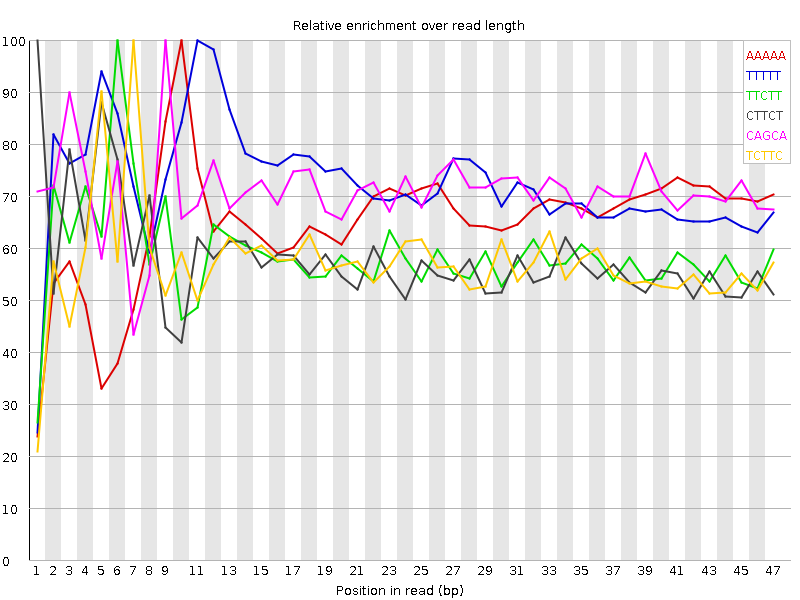 Relative enrichment over read length
100
90
80
70
60
50
40
30
20
10
0
AAAAA
TTTTT
TTCTT
CTTCT
CAGCA
TCTTC
1 2 3 4 5 6 7 8 9 11 13 15 17 19 21 23 25 27 29 31 33 35 37 39 41 43 45 47
Position in read (bp)